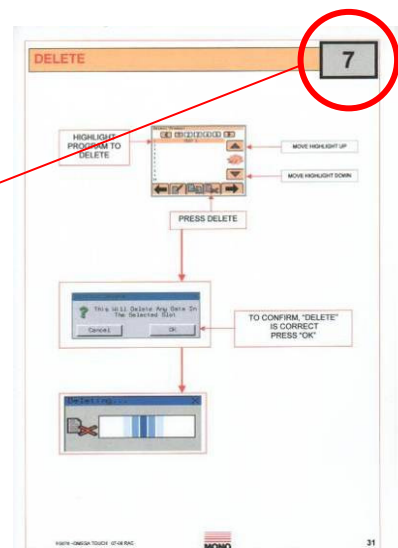 DELETE
7
HIGHLIGHT
PROGRAM TO
DELETE
MOVE HIGHLIGHT UP
MOVE HIGHLIGHT DOWN
PRESS DELETE
This Will Delete Any Data In
The Selected Slot
Cancel
OK
TO CONFIRM, "DELETE"
IS CORRECT
PRESS "OK"
Deleting...
MONO
31